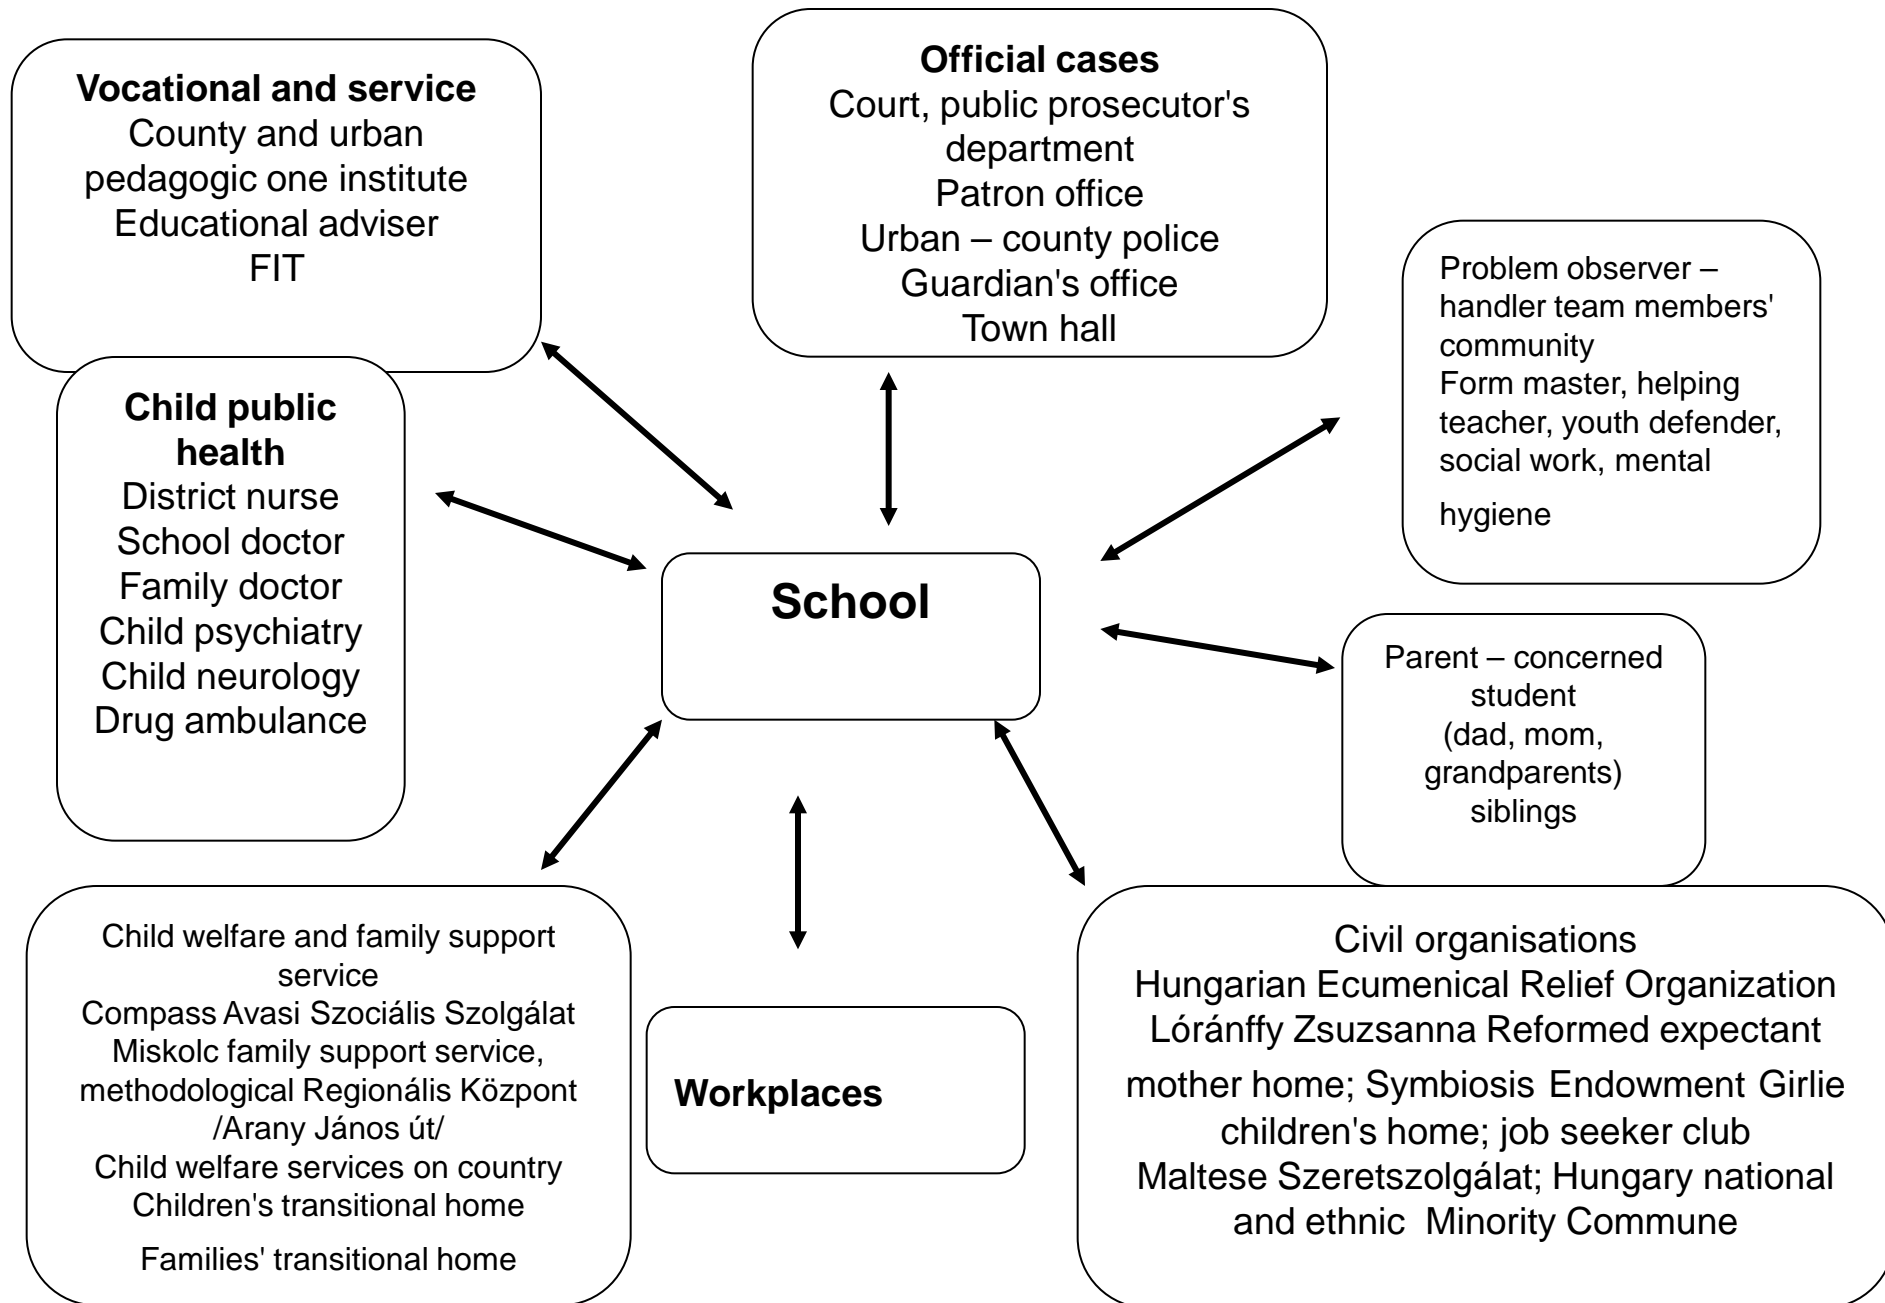 Vocational and service
County and urban
pedagogic one institute
Educational adviser
FIT
Official cases
Court, public prosecutor's
department
Patron office
Urban – county police
Guardian's office
Town hall
Problem observer –
handler team members'
community
Form master, helping
teacher, youth defender,
social work, mental
hygiene
Child public
health
District nurse
School doctor
Family doctor
Child psychiatry
Child neurology
Drug ambulance
School
Parent – concerned
student
(dad, mom,
grandparents)
siblings
Child welfare and family support
service
Compass Avasi Szociális Szolgálat
Miskolc family support service,
methodological Regionális Központ
/Arany János út/
Child welfare services on country
Children's transitional home
Families' transitional home
Workplaces
Civil organisations
Hungarian Ecumenical Relief Organization
Lóránffy Zsuzsanna Reformed expectant
mother home; Symbiosis Endowment Girlie
children's home; job seeker club
Maltese Szeretszolgálat; Hungary national
and ethnic Minority Commune